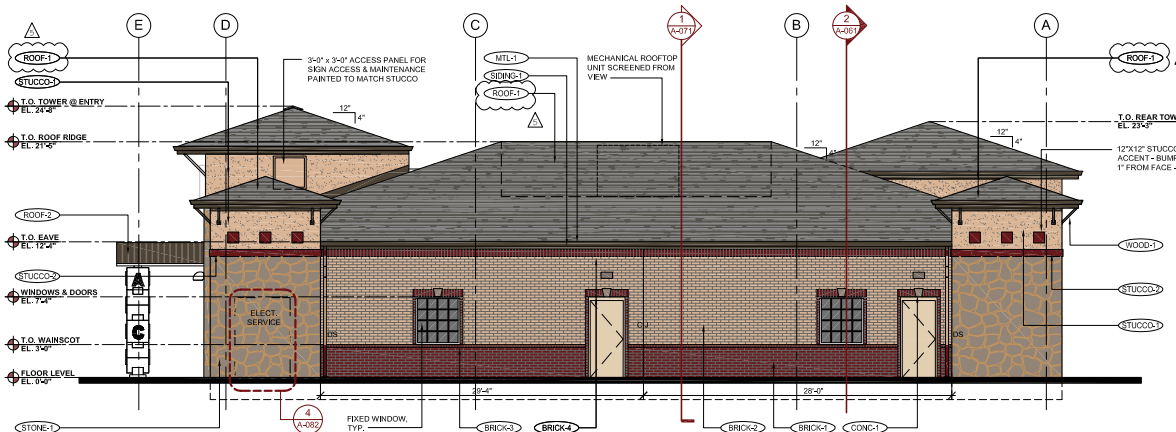 E
D
C
1
A-071
B
2
A-061
A
5
ROOF-1
STUCCO-1
T.O. TOWER @ ENTRY
EL. 24'-8"
T.O. ROOF RIDGE
EL. 21'-5"
ROOF-2
T.O. EAVE
EL. 12'-4"
STUCCO-2
WINDOWS & DOORS
EL. 7'-4"
T.O. WAINSCOT
EL. 3'-0"
FLOOR LEVEL
EL. 0'-0"
STONE-1
3'-0" x 3'-0" ACCESS PANEL FOR
SIGN ACCESS & MAINTENANCE
PAINTED TO MATCH STUCCO
12"
4"
MTL-1
SIDING-1
ROOF-1
5
MECHANICAL ROOFTOP
UNIT SCREENED FROM
VIEW
12"
4"
12"
4"
ROOF-1
T.O. REAR TOW
EL. 23'-3"
12"X12" STUCCO
ACCENT - BUMP
1" FROM FACE -
WOOD-1
STUCCO-2
STUCCO-1
A
C
ELECT.
SERVICE
DS
CJ
DS
29'-4"
28'-0"
4
A-082
FIXED WINDOW,
TYP.
BRICK-3
BRICK-4
BRICK-2
BRICK-1
CONC-1